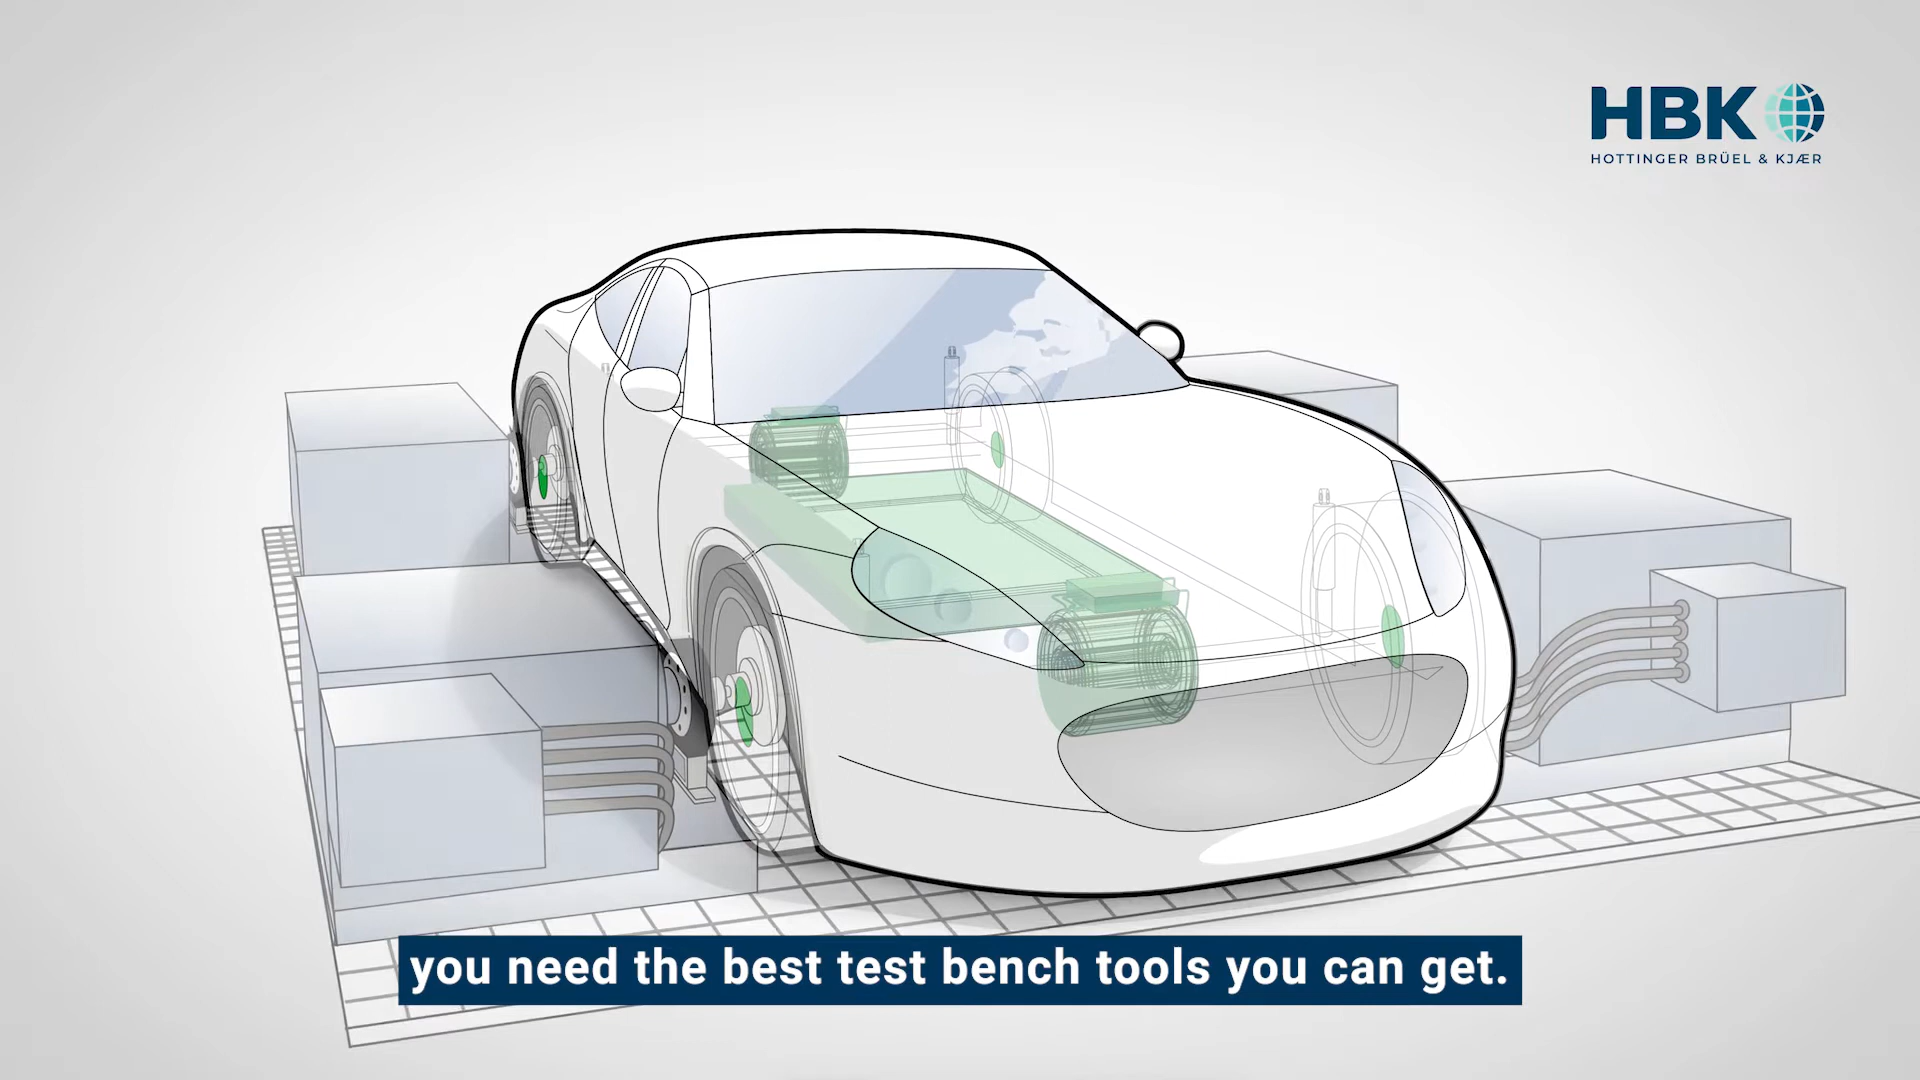 HBK
HOTTINGER BRÜEL & KJÆR
you need the best test bench tools you can get.